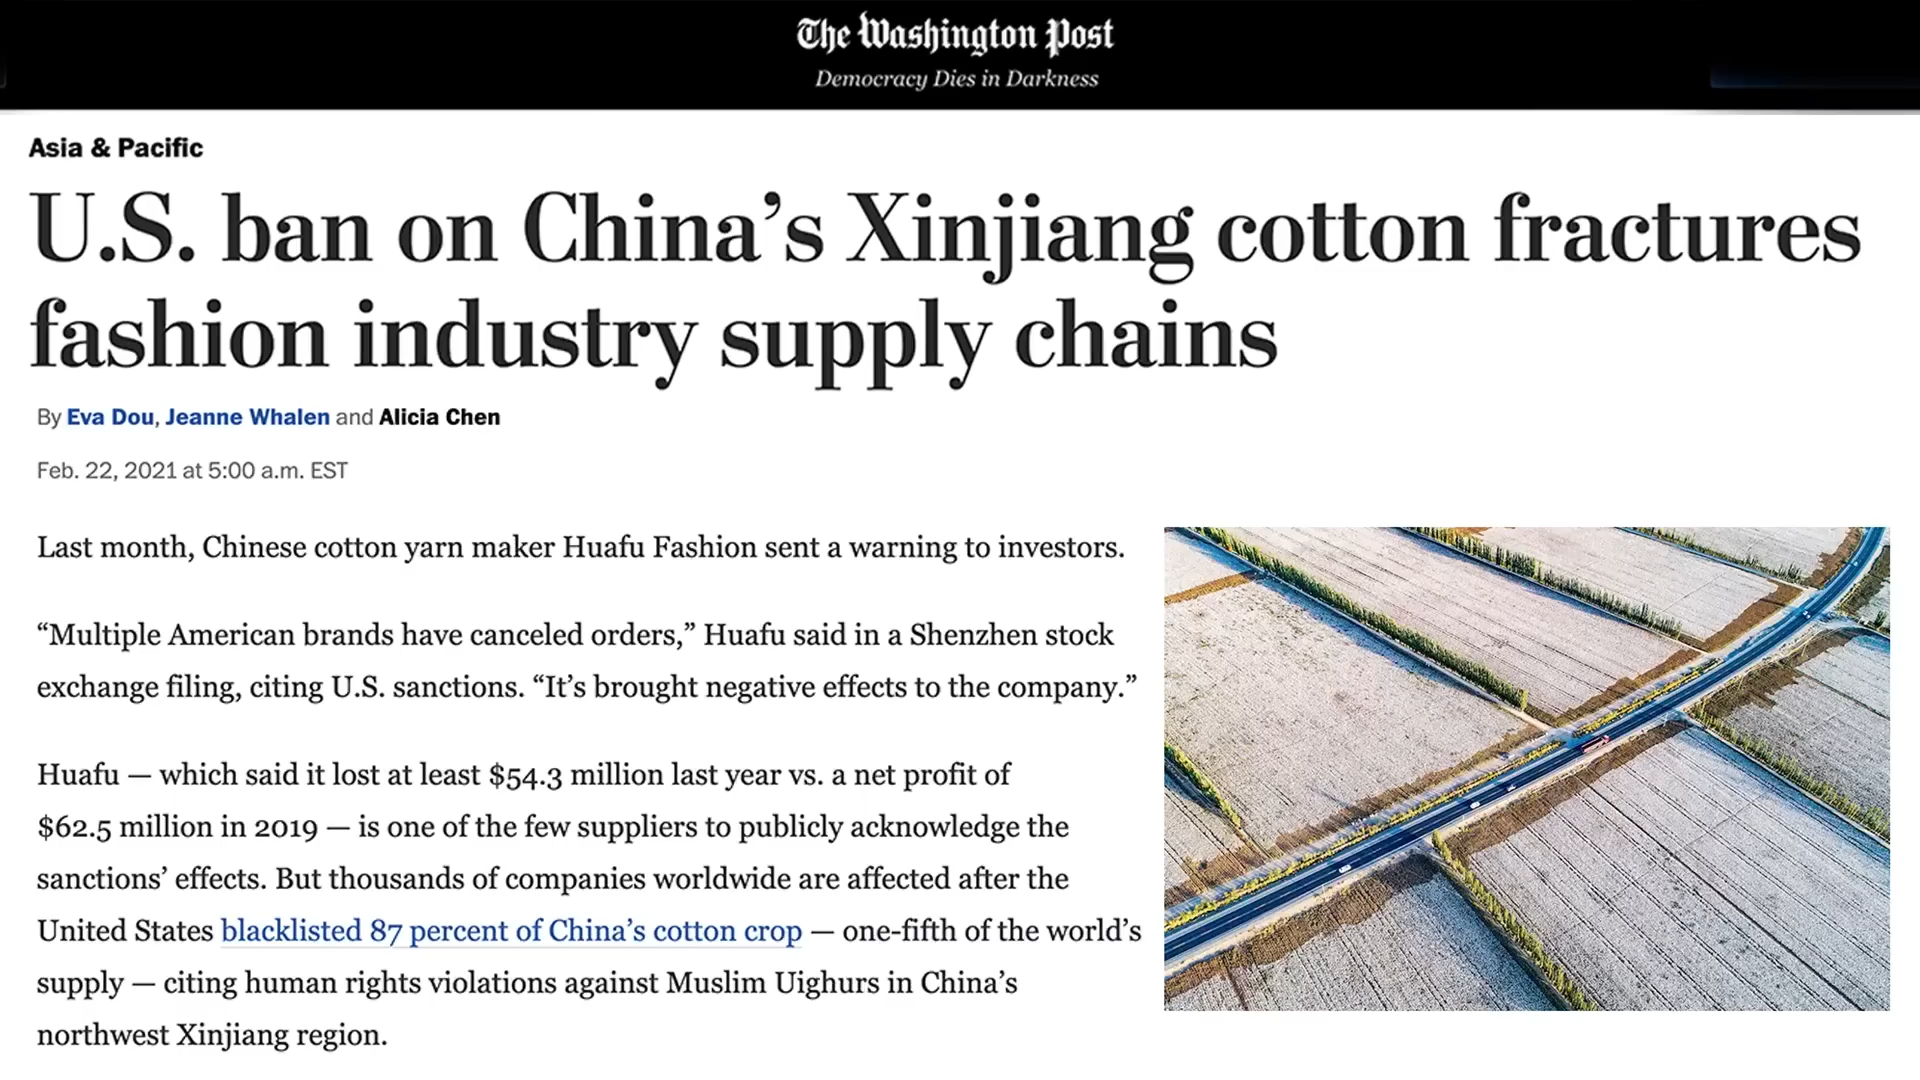 The Washington Post
Democracy Dies in Darkness
Asia & Pacific
U.S. ban on China’s Xinjiang cotton fractures
fashion industry supply chains
By Eva Dou, Jeanne Whalen and Alicia Chen
Feb. 22, 2021 at 5:00 a.m. EST
Last month, Chinese cotton yarn maker Huafu Fashion sent a warning to investors.
“Multiple American brands have canceled orders,” Huafu said in a Shenzhen stock
exchange filing, citing U.S. sanctions. “It’s brought negative effects to the company.”
Huafu — which said it lost at least $54.3 million last year vs. a net profit of
$62.5 million in 2019 — is one of the few suppliers to publicly acknowledge the
sanctions’ effects. But thousands of companies worldwide are affected after the
United States blacklisted 87 percent of China’s cotton crop — one-fifth of the world’s
supply — citing human rights violations against Muslim Uighurs in China’s
northwest Xinjiang region.